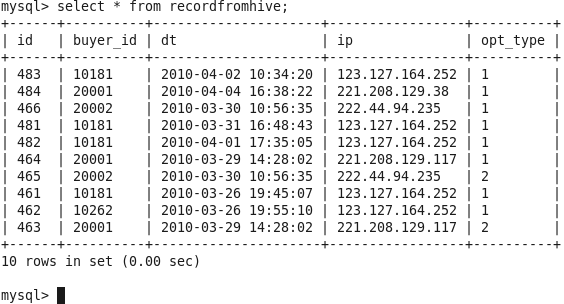 mysql> select * from recordfromhive;
+------+----------+---------------------+-----------------+----------+
| id   | buyer_id | dt                  | ip              | opt_type |
+------+----------+---------------------+-----------------+----------+
| 483  | 10181    | 2010-04-02 10:34:20 | 123.127.164.252 | 1        |
| 484  | 20001    | 2010-04-04 16:38:22 | 221.208.129.38  | 1        |
| 466  | 20002    | 2010-03-30 10:56:35 | 222.44.94.235   | 1        |
| 481  | 10181    | 2010-03-31 16:48:43 | 123.127.164.252 | 1        |
| 482  | 10181    | 2010-04-01 17:35:05 | 123.127.164.252 | 1        |
| 464  | 20001    | 2010-03-29 14:28:02 | 221.208.129.117 | 1        |
| 465  | 20002    | 2010-03-30 10:56:35 | 222.44.94.235   | 2        |
| 461  | 10181    | 2010-03-26 19:45:07 | 123.127.164.252 | 1        |
| 462  | 10262    | 2010-03-26 19:55:10 | 123.127.164.252 | 1        |
| 463  | 20001    | 2010-03-29 14:28:02 | 221.208.129.117 | 2        |
+------+----------+---------------------+-----------------+----------+
10 rows in set (0.00 sec)
mysql>